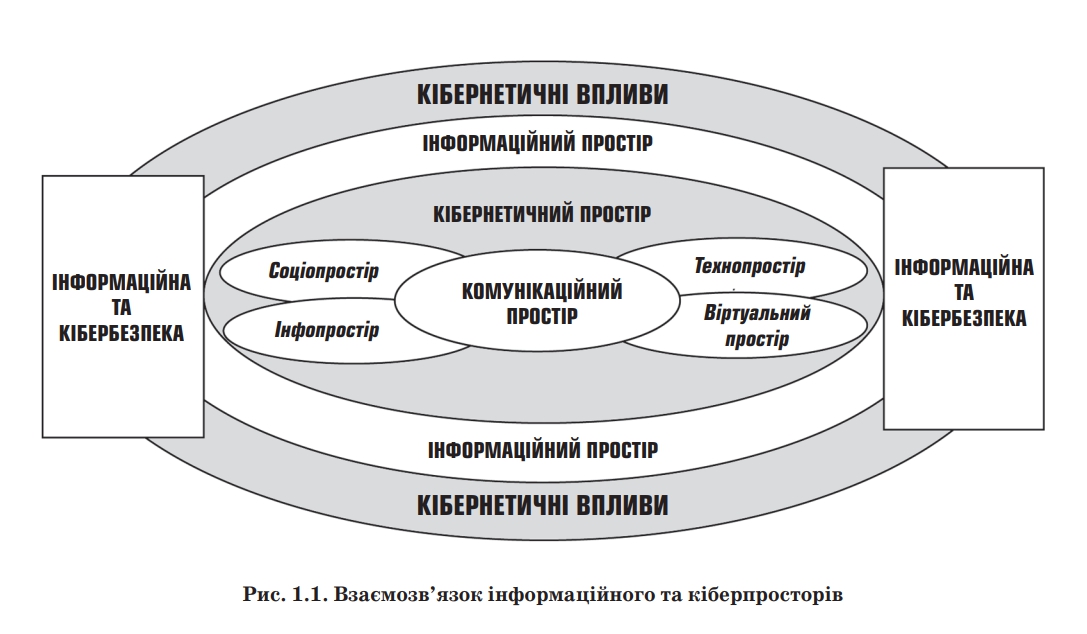 КІБЕРНЕТИЧНІ ВПЛИВИ
ІНФОРМАЦІЙНИЙ ПРОСТІР
КІБЕРНЕТИЧНИЙ ПРОСТІР
ІНФОРМАЦІЙНА
ТА
КІБЕРБЕЗПЕКА
Соціопростір
Інфопростір
КОМУНІКАЦІЙНИЙ
ПРОСТІР
Технопростір
Віртуальний
простір
ІНФОРМАЦІЙНА
ТА
КІБЕРБЕЗПЕКА
ІНФОРМАЦІЙНИЙ ПРОСТІР
КІБЕРНЕТИЧНІ ВПЛИВИ
Рис. 1.1. Взаємозв’язок інформаційного та кіберпросторів